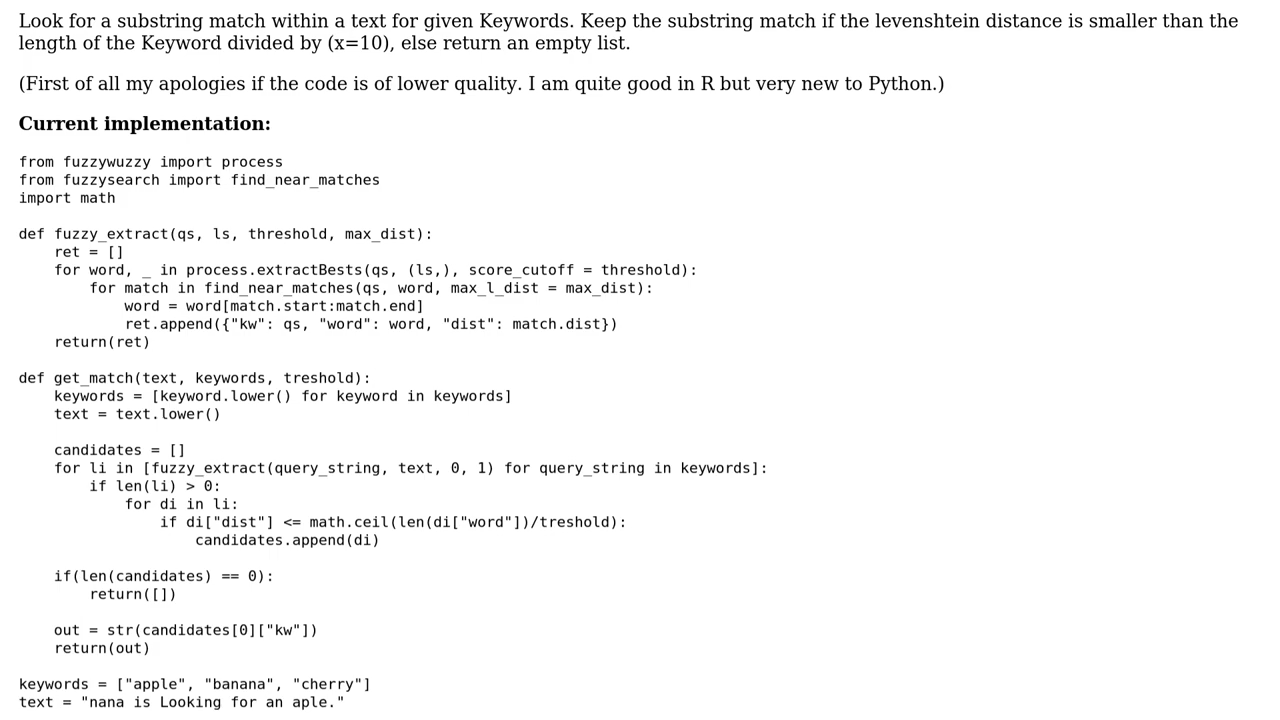 Look for a substring match within a text for given Keywords. Keep the substring match if the levenshtein distance is smaller than the
length of the Keyword divided by (x=10), else return an empty list.
(First of all my apologies if the code is of lower quality. I am quite good in R but very new to Python.)
Current implementation:
from fuzzywuzzy import process
from fuzzysearch import find_near_matches
import math
def fuzzy_extract(qs, ls, threshold, max_dist):
    ret = []
    for word, _ in process.extractBests(qs, (ls,), score_cutoff = threshold):
        for match in find_near_matches(qs, word, max_l_dist = max_dist):
            word = word[match.start:match.end]
            ret.append({"kw": qs, "word": word, "dist": match.dist})
    return(ret)
def get_match(text, keywords, treshold):
    keywords = [keyword.lower() for keyword in keywords]
    text = text.lower()
    candidates = []
    for li in [fuzzy_extract(query_string, text, 0, 1) for query_string in keywords]:
        if len(li) > 0:
            for di in li:
                if di["dist"] <= math.ceil(len(di["word"])/treshold):
                    candidates.append(di)
    if(len(candidates) == 0):
        return([])
    out = str(candidates[0]["kw"])
    return(out)
keywords = ["apple", "banana", "cherry"]
text = "nana is Looking for an aple."